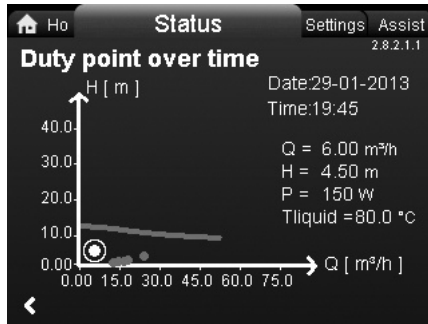 Ho Status Settings Assist
2.8.2.1.1
Duty point over time
H [ m ]
Date:29-01-2013
Time:19:45
40.0
30.0
20.0
10.0
0.00
Q = 6.00 m³/h
H = 4.50 m
P = 150 W
Tliquid =80.0 °C
Q [ m³/h ]
0.00 15.0 30.0 45.0 60.0 75.0